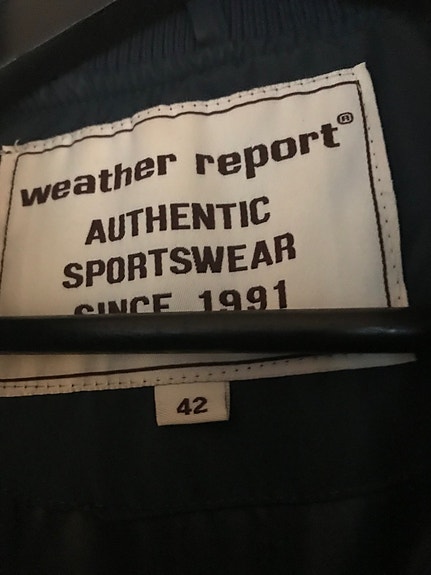 weather report®
AUTHENTIC
SPORTSWEAR
SINCE 1991
42